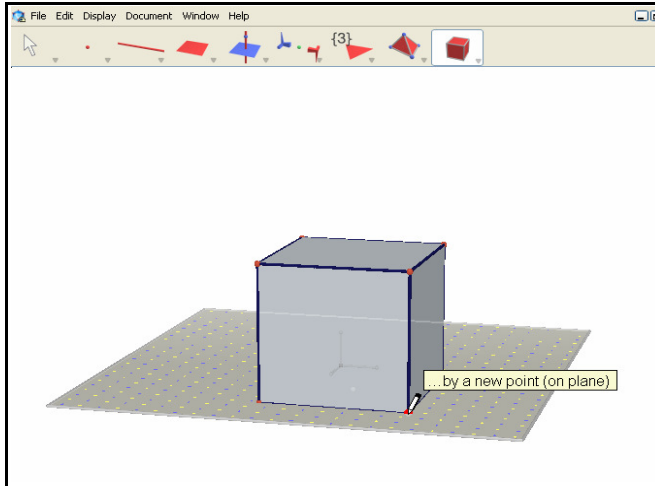 File Edit Display Document Window Help
{3}
...by a new point (on plane)